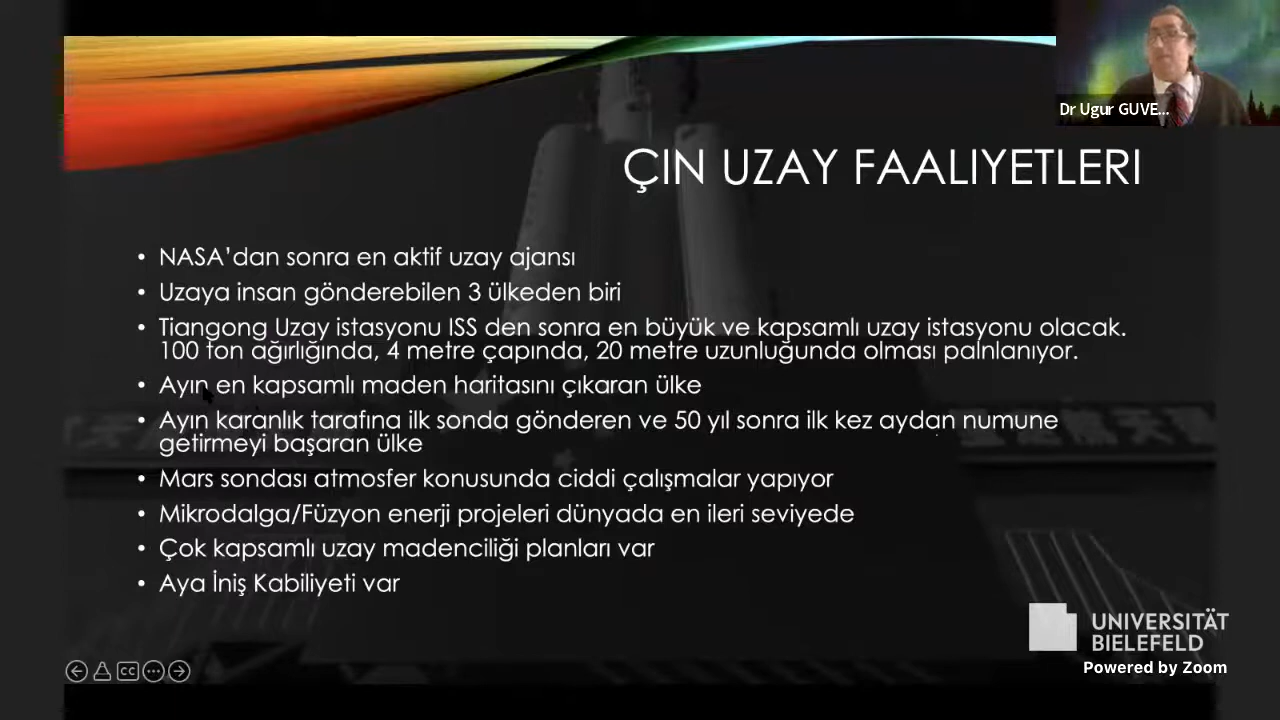 Dr Ugur GUVE...
ÇIN UZAY FAALIYETLERI
• NASA'dan sonra en aktif uzay ajansı
• Uzaya insan gönderebilen 3 ülkeden biri
• Tiangong Uzay istasyonu ISS den sonra en büyük ve kapsamlı uzay istasyonu olacak.
100 ton ağırlığında, 4 metre çapında, 20 metre uzunluğunda olması palnlanıyor.
• Ayın en kapsamlı maden haritasını çıkaran ülke
• Ayın karanlık tarafına ilk sonda gönderen ve 50 yıl sonra ilk kez aydan numune
getirmeyi başaran ülke
• Mars sondası atmosfer konusunda ciddi çalışmalar yapıyor
• Mikrodalga/Füzyon enerji projeleri dünyada en ileri seviyede
• Çok kapsamlı uzay madenciliği planları var
• Aya İniş Kabiliyeti var
UNIVERSITÄT
BIELEFELD
Powered by Zoom
CC